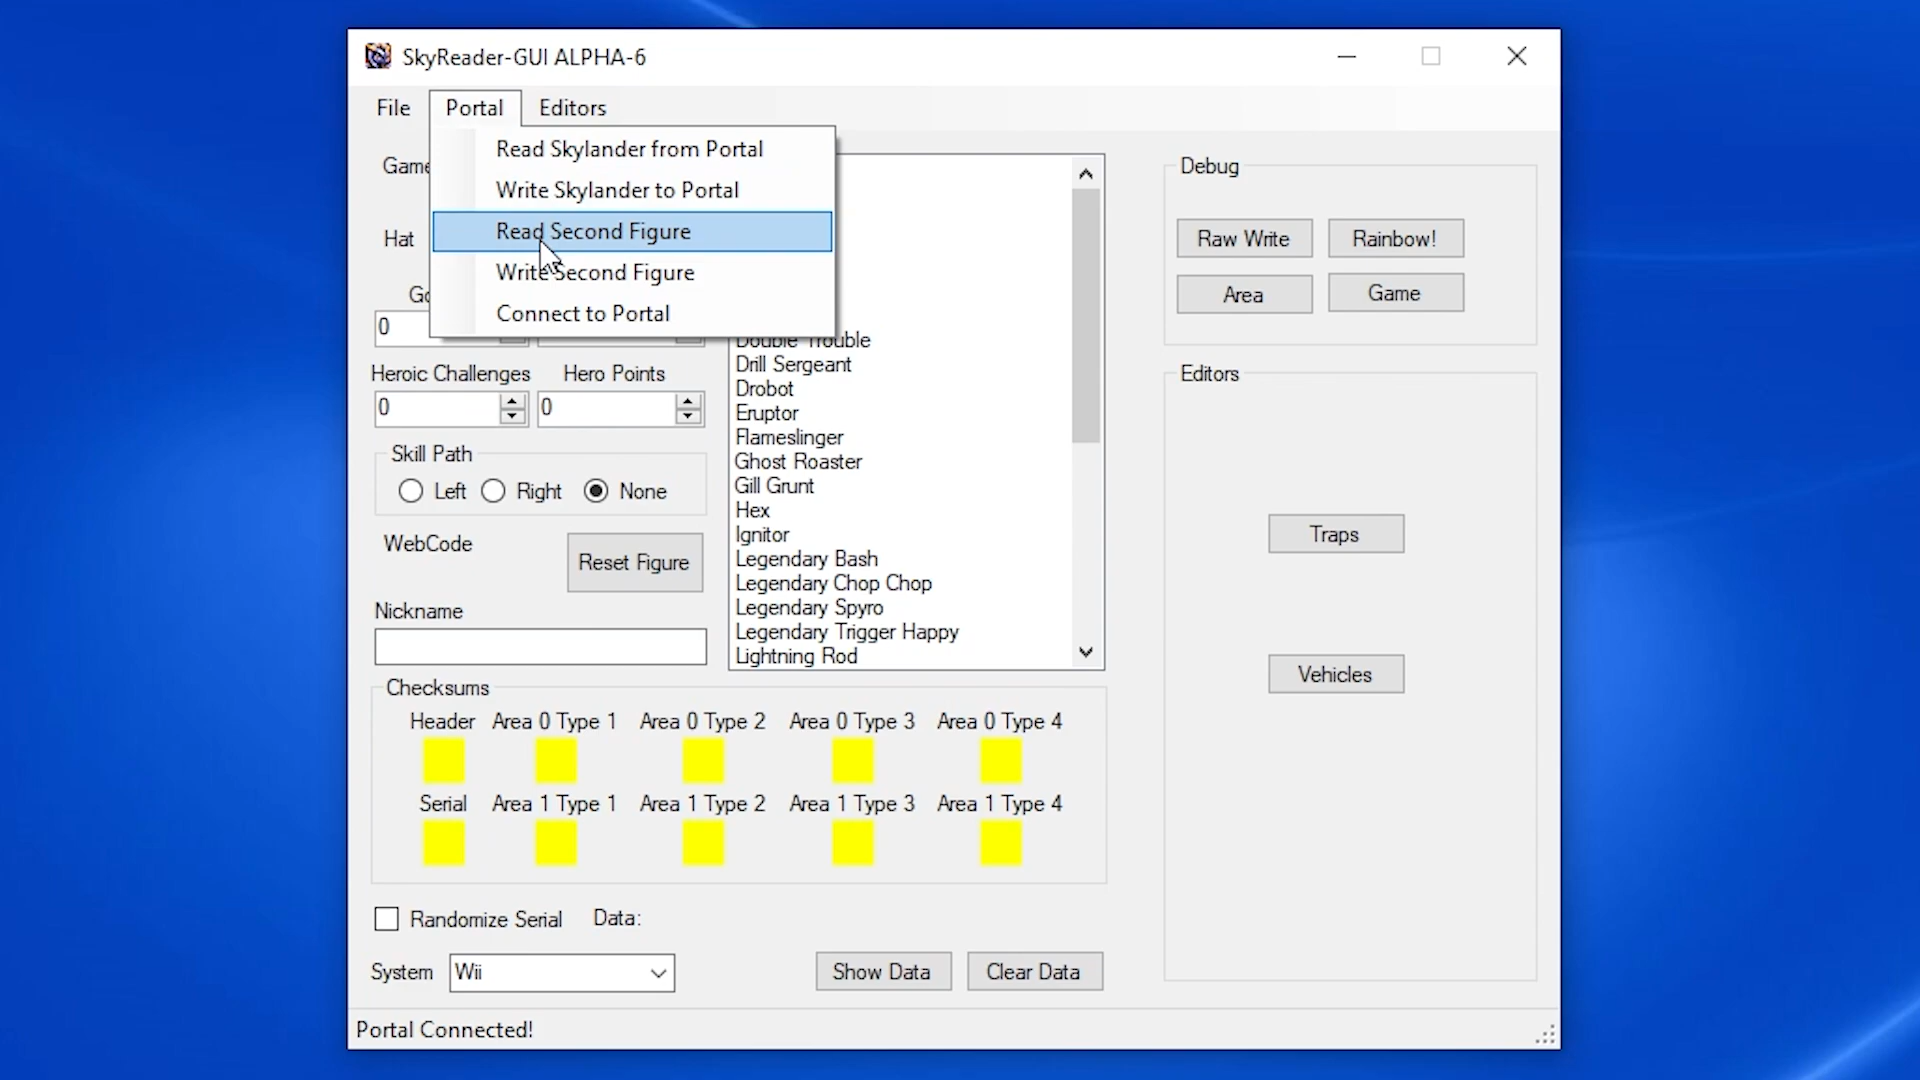 SkyReader-GUI ALPHA-6
File Portal Editors
Read Skylander from Portal
Write Skylander to Portal
Read Second Figure
Write Second Figure
Connect to Portal
Game
Hat
0
Heroic Challenges Hero Points
0 0
Skill Path
Left Right None
WebCode
Reset Figure
Nickname
Double Trouble
Drill Sergeant
Drobot
Eruptor
Flameslinger
Ghost Roaster
Gill Grunt
Hex
Ignitor
Legendary Bash
Legendary Chop Chop
Legendary Spyro
Legendary Trigger Happy
Lightning Rod
Debug
Raw Write Rainbow!
Area Game
Editors
Traps
Vehicles
Checksums
Header Area 0 Type 1 Area 0 Type 2 Area 0 Type 3 Area 0 Type 4
Serial Area 1 Type 1 Area 1 Type 2 Area 1 Type 3 Area 1 Type 4
Randomize Serial Data:
System Wii Show Data Clear Data
Portal Connected!